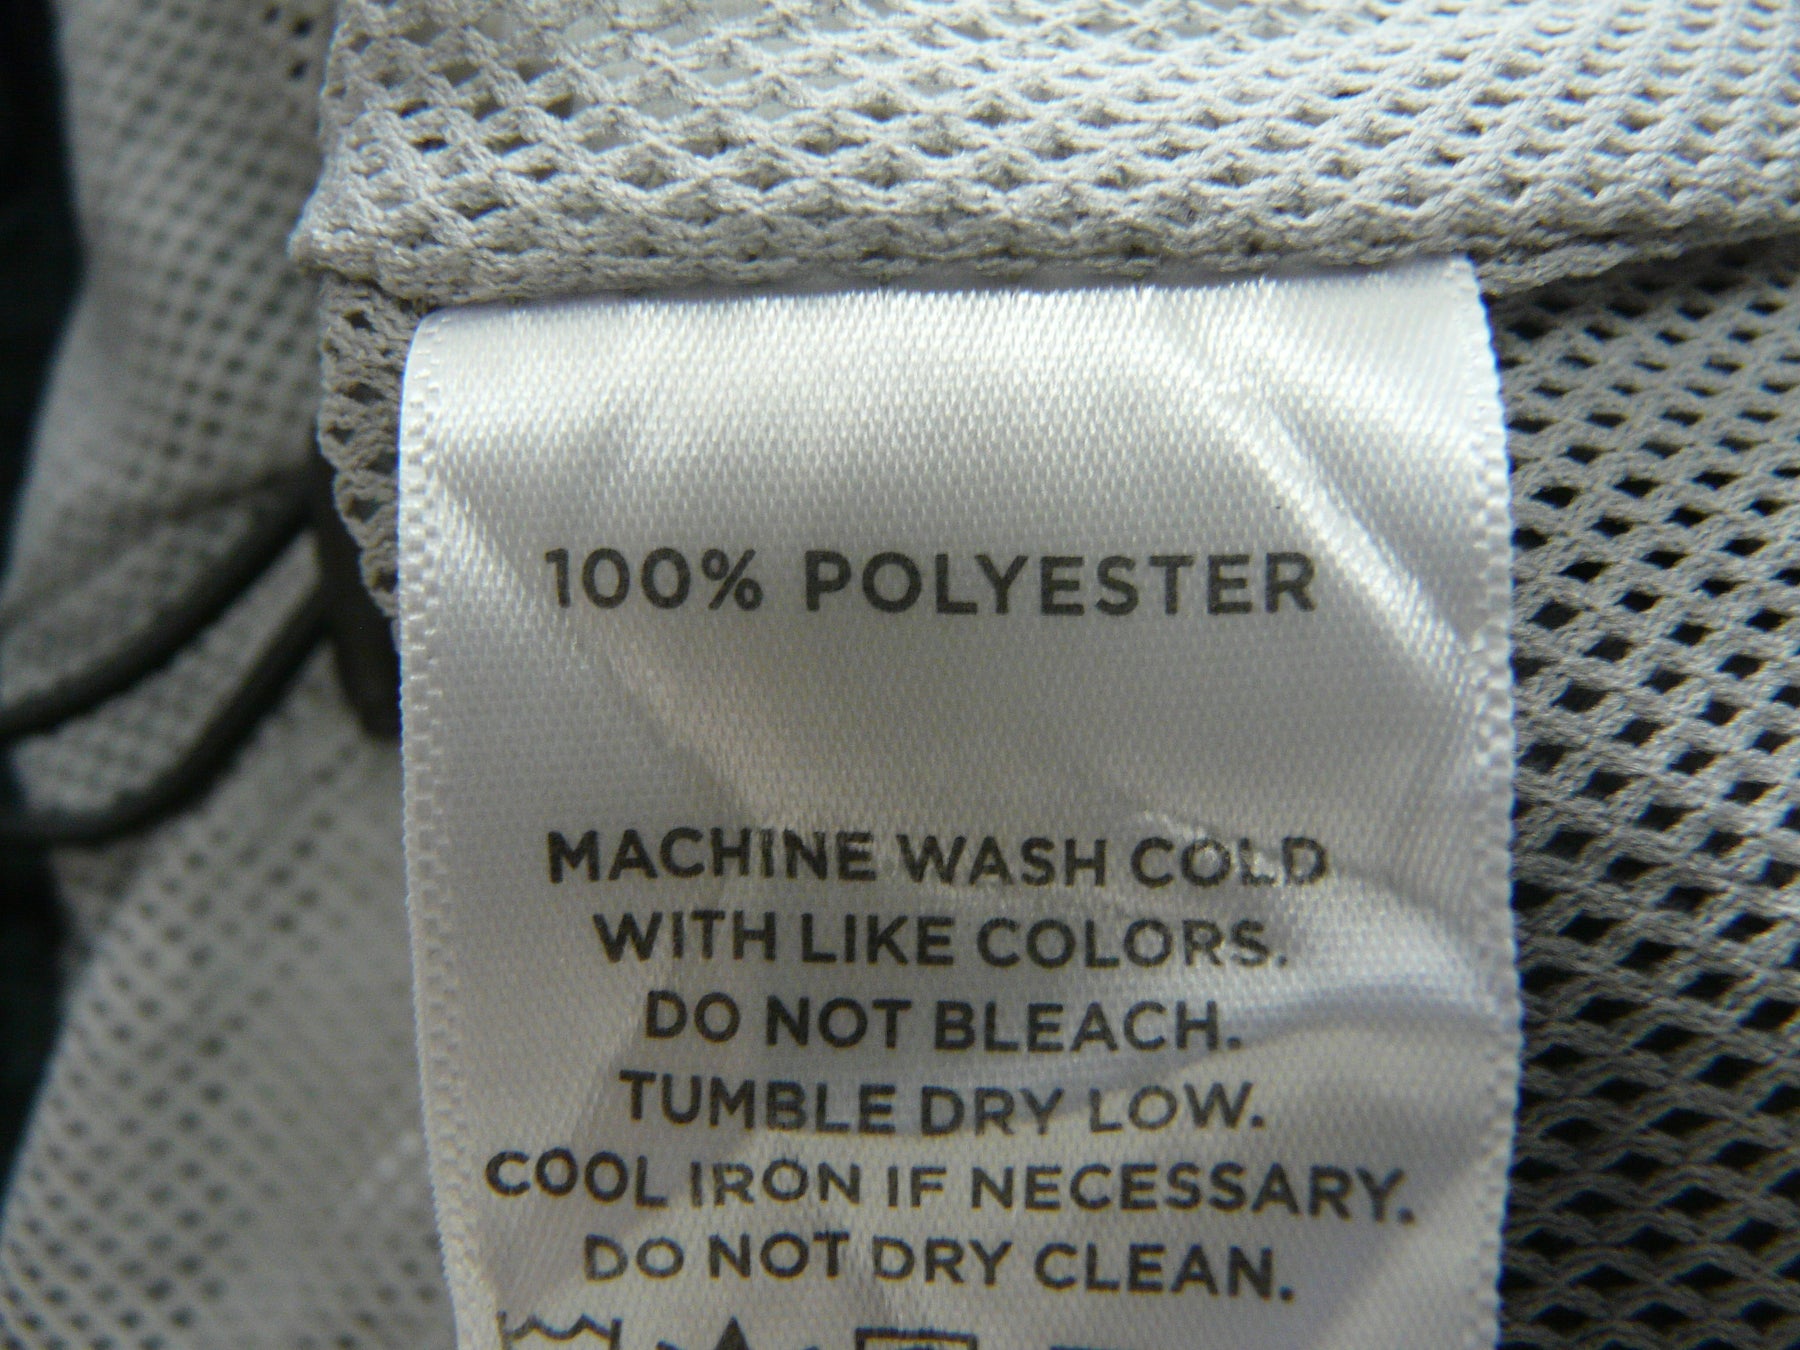 100% POLYESTER
MACHINE WASH COLD
WITH LIKE COLORS.
DO NOT BLEACH.
TUMBLE DRY LOW.
COOL IRON IF NECESSARY.
DO NOT DRY CLEAN.